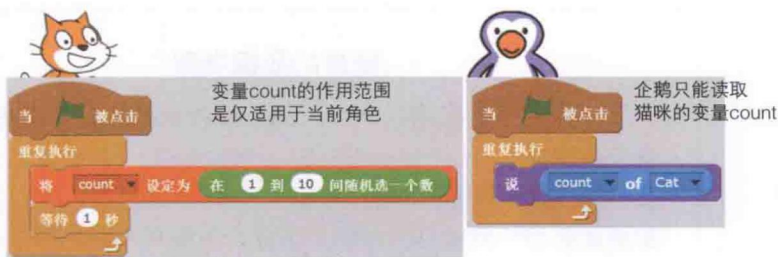 变量count的作用范围
是仅适用于当前角色
当 被点击
重复执行
将 count 设定为 在 1 到 10 间随机选一个数
等待 1 秒
企鹅只能读取
猫咪的变量count
当 被点击
重复执行
说 count of Cat